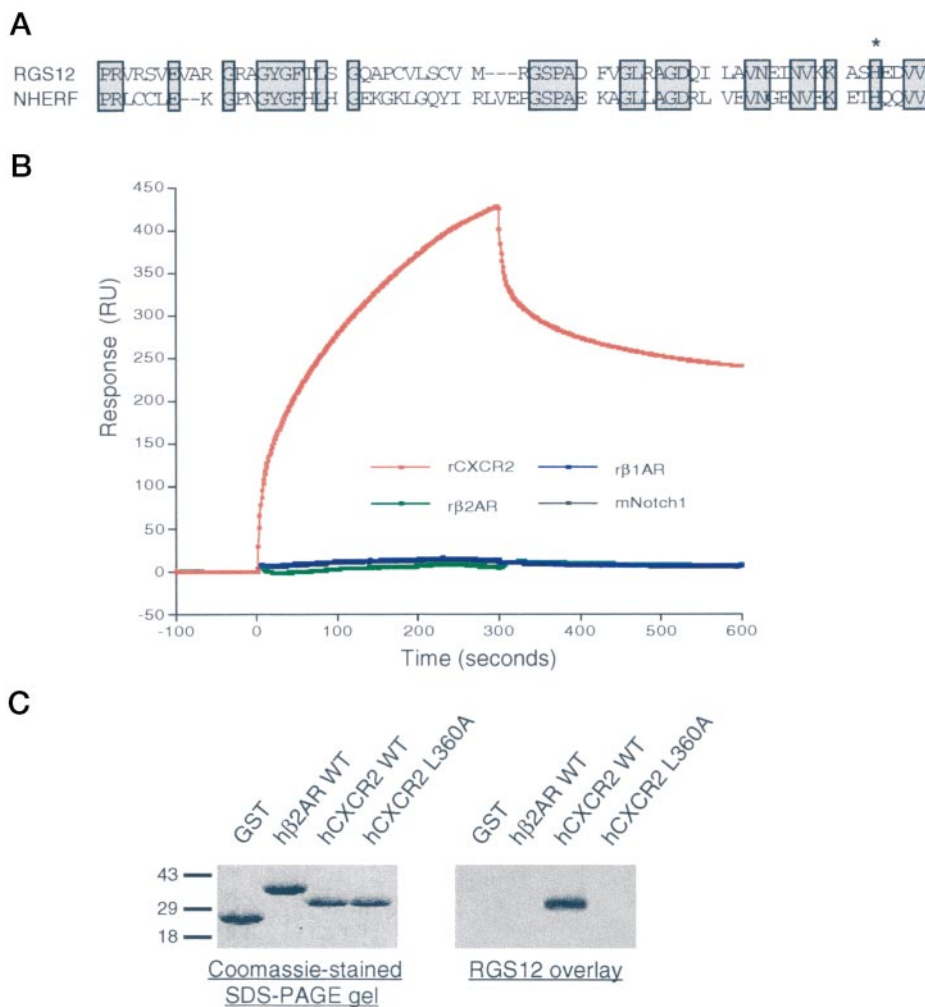 A
*
RGS12 PRVRSVEVAR GRAGYGFTLS GQAPCVLSCV M---RGSPAD FVGLRAGDQI LAVNEINVKK ASHEDVV
NHERF PRLCCLE--K GPNGYGFHLH GEKGKLGQYI RLVEPGSPAE KAGLLAGDRL VEVNGENVEK ETHQQVV
B
450
400
350
300
250
200
150
100
50
0
-50
Response (RU)
rCXCR2
rβ1AR
rβ2AR
mNotch1
-100 0 100 200 300 400 500 600
Time (seconds)
C
GST
hβ2AR WT
hCXCR2 WT
hCXCR2 L360A
GST
hβ2AR WT
hCXCR2 WT
hCXCR2 L360A
43
29
18
Coomassie-stained
SDS-PAGE gel
RGS12 overlay